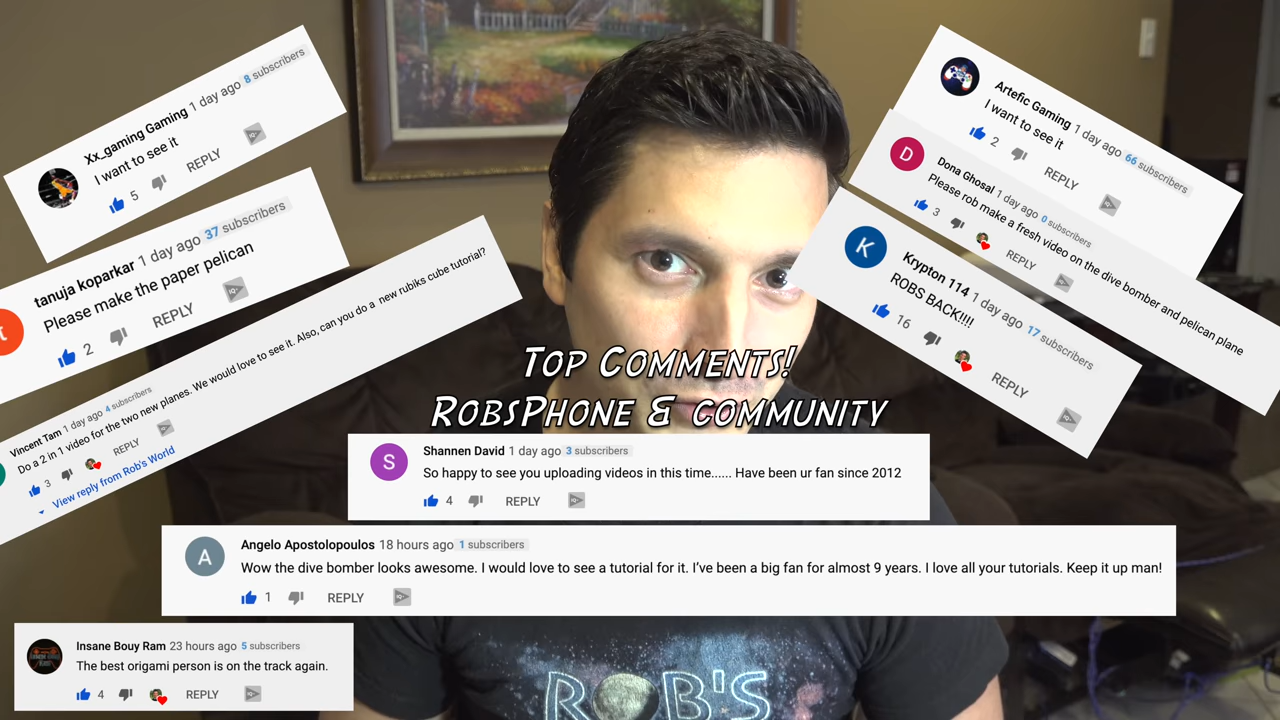 Xx_gaming Gaming 1 day ago 8 subscribers
I want to see it
5 REPLY
tanuja koparkar 1 day ago 37 subscribers
Please make the paper pelican
t
2 REPLY
Vincent Tam 1 day ago 4 subscribers
Do a 2 in 1 video for the two new planes. We would love to see it. Also, can you do a new rubiks cube tutorial?
3 REPLY
View reply from Rob's World
Artefic Gaming 1 day ago 66 subscribers
I want to see it
2 REPLY
D
Dona Ghosal 1 day ago 0 subscribers
Please rob make a fresh video on the dive bomber and pelican plane
3 REPLY
K
Krypton 114 1 day ago 17 subscribers
ROBS BACK!!!!
16 REPLY
Top Comments!
RobsPhone & community
S
Shannen David 1 day ago 3 subscribers
So happy to see you uploading videos in this time...... Have been ur fan since 2012
4 REPLY
A
Angelo Apostolopoulos 18 hours ago 1 subscribers
Wow the dive bomber looks awesome. I would love to see a tutorial for it. I've been a big fan for almost 9 years. I love all your tutorials. Keep it up man!
1 REPLY
Insane Bouy Ram 23 hours ago 5 subscribers
The best origami person is on the track again.
4 REPLY
ROB'S